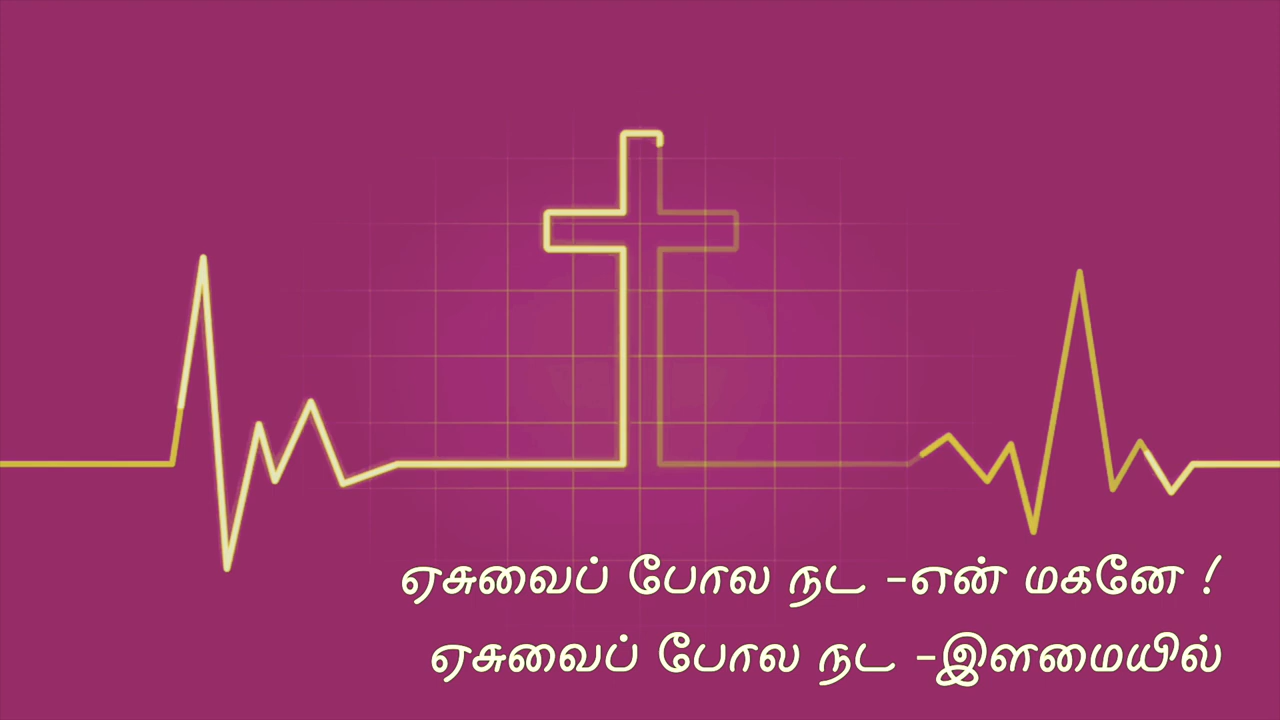 ஏசுவைப் போல நட -என் மகனே !
ஏசுவைப் போல நட -இளமையில்